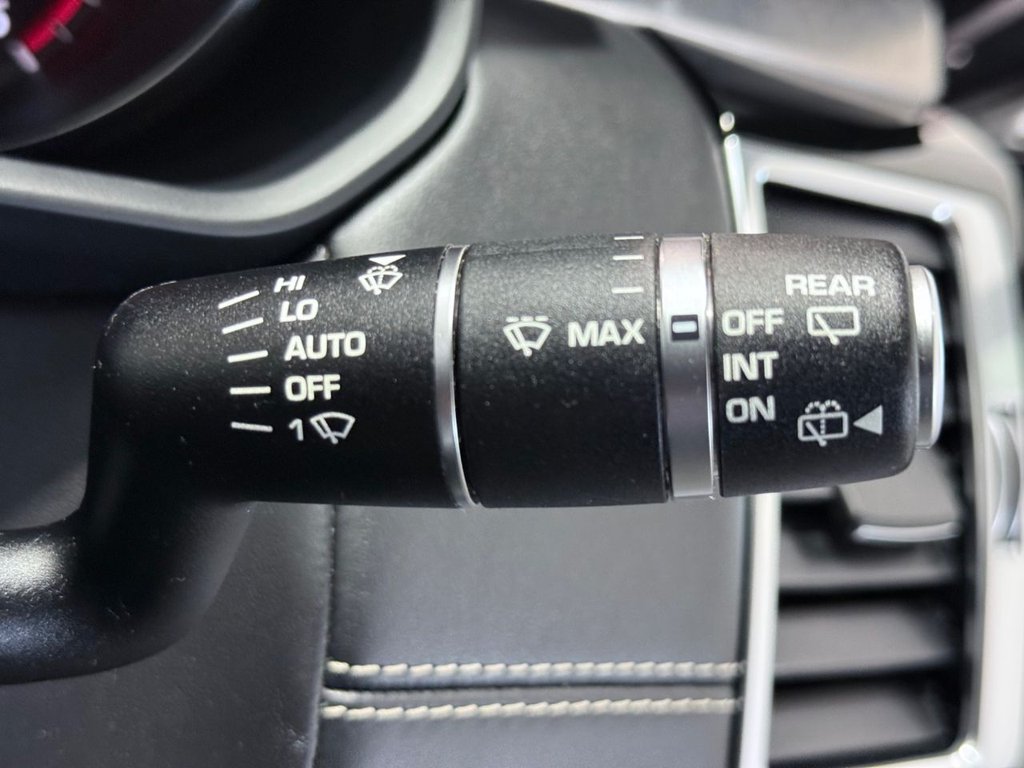 HI
LO
AUTO
OFF
1
MAX
REAR
OFF
INT
ON